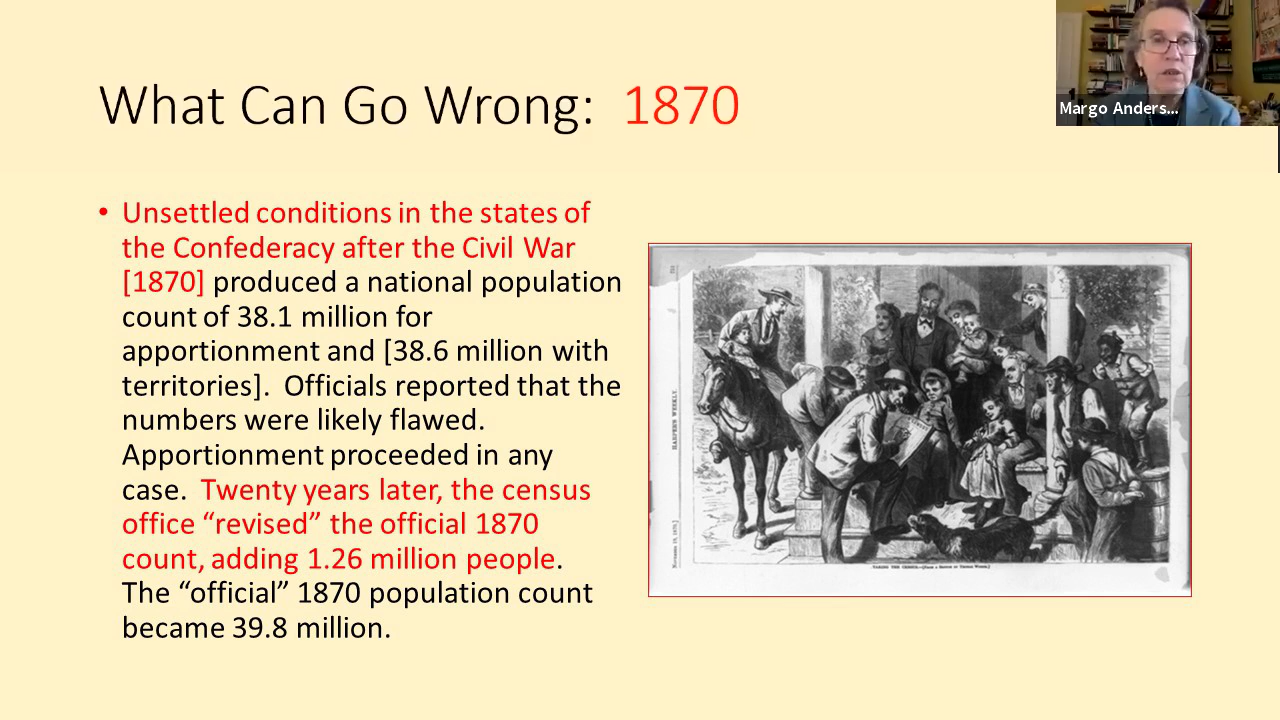 What Can Go Wrong: 1870
Margo Anders...
• Unsettled conditions in the states of
the Confederacy after the Civil War
[1870] produced a national population
count of 38.1 million for
apportionment and [38.6 million with
territories]. Officials reported that the
numbers were likely flawed.
Apportionment proceeded in any
case. Twenty years later, the census
office “revised” the official 1870
count, adding 1.26 million people.
The “official” 1870 population count
became 39.8 million.
HARPER'S WEEKLY
TAKING THE CENSUS.